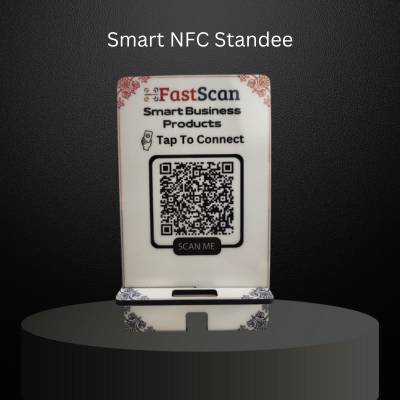 Smart NFC Standee
FastScan
Smart Business
Products
Tap To Connect
SCAN ME